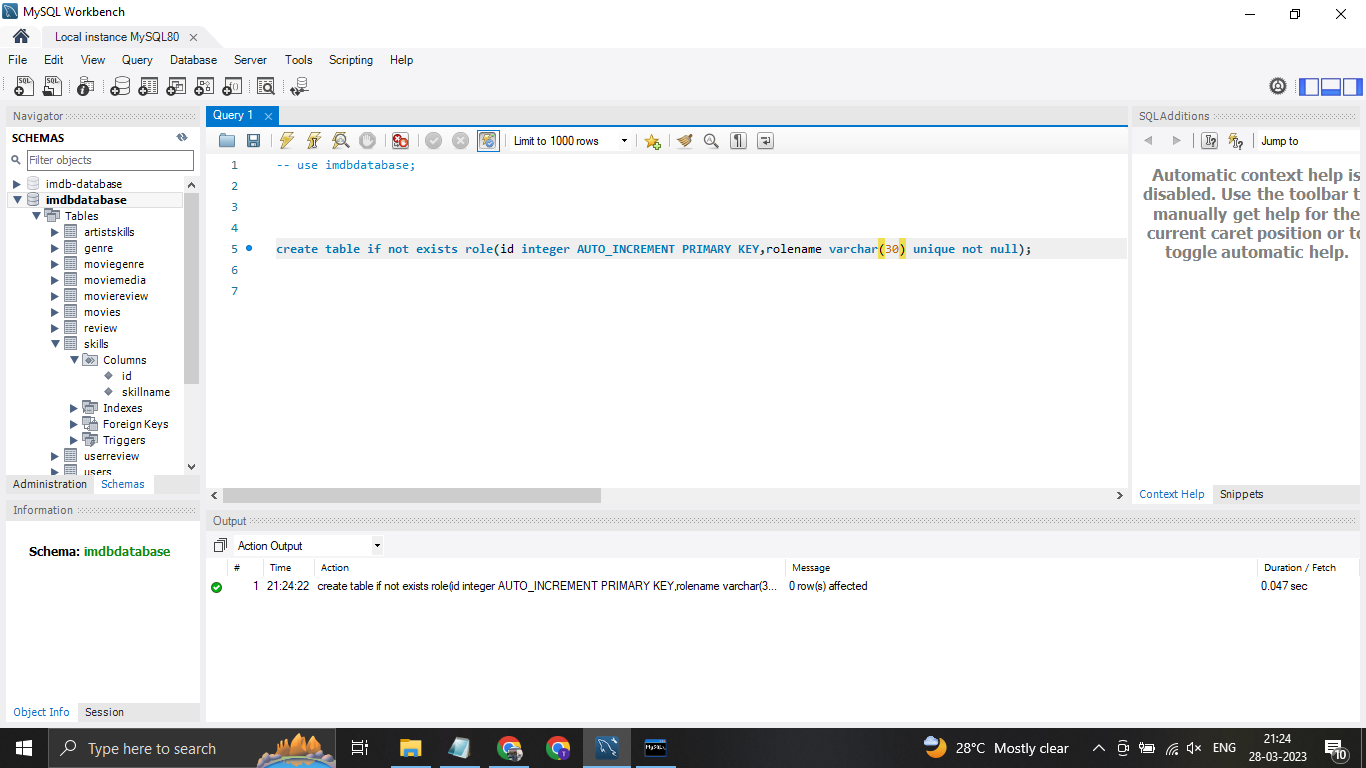 MySQL Workbench
Local instance MySQL80
File Edit View Query Database Server Tools Scripting Help
Navigator
SCHEMAS
Filter objects
imdb-database
imdbdatabase
Tables
artistskills
genre
moviegenre
moviemedia
moviereview
movies
review
skills
Columns
id
skillname
Indexes
Foreign Keys
Triggers
userreview
users
Administration Schemas
Information
Schema: imdbdatabase
Object Info Session
Query 1
Limit to 1000 rows
1 -- use imdbdatabase;
2
3
4
5 create table if not exists role(id integer AUTO_INCREMENT PRIMARY KEY,rolename varchar(30) unique not null);
6
7
SQLAdditions
Jump to
Automatic context help is
disabled. Use the toolbar t
manually get help for the
current caret position or to
toggle automatic help.
Context Help Snippets
Output
Action Output
# Time Action Message Duration / Fetch
1 21:24:22 create table if not exists role(id integer AUTO_INCREMENT PRIMARY KEY,rolename varchar(3... 0 row(s) affected 0.047 sec
Type here to search
28°C Mostly clear
ENG
21:24
28-03-2023
10